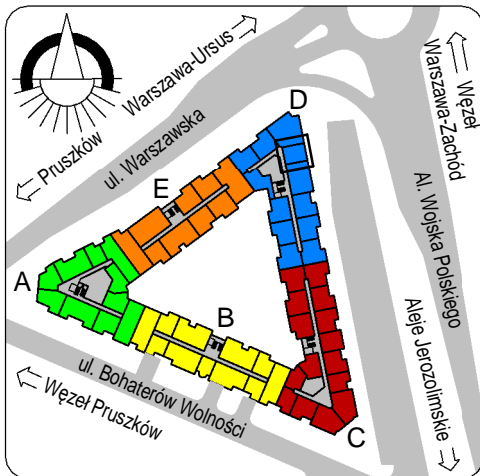 Warszawa-Ursus
Pruszków
ul. Warszawska
Węzeł
Warszawa-Zachód
D
E
A
B
C
Al. Wojska Polskiego
Aleje Jerozolimskie
ul. Bohaterów Wolności
Węzeł Pruszków